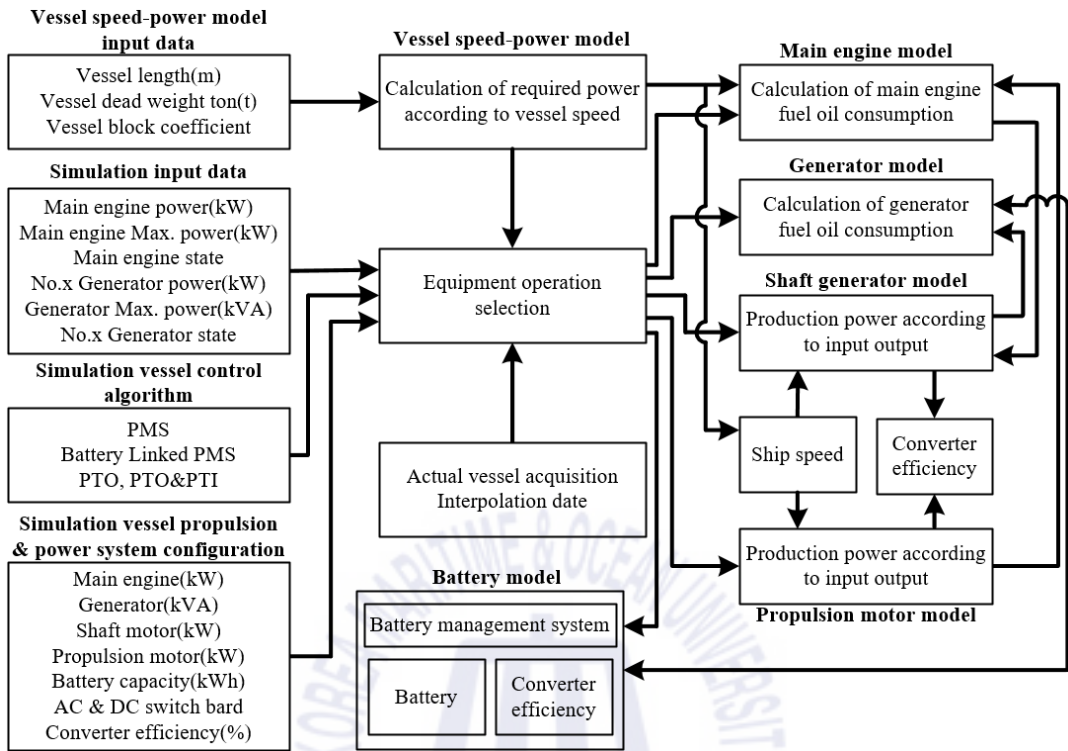 Vessel speed-power model
input data
Vessel length(m)
Vessel dead weight ton(t)
Vessel block coefficient
Simulation input data
Main engine power(kW)
Main engine Max. power(kW)
Main engine state
No.x Generator power(kW)
Generator Max. power(kVA)
No.x Generator state
Simulation vessel control
algorithm
PMS
Battery Linked PMS
PTO, PTO&PTI
Simulation vessel propulsion
& power system configuration
Main engine(kW)
Generator(kVA)
Shaft motor(kW)
Propulsion motor(kW)
Battery capacity(kWh)
AC & DC switch bard
Converter efficiency(%)
Vessel speed-power model
Calculation of required power
according to vessel speed
Equipment operation
selection
Actual vessel acquisition
Interpolation date
Battery model
Battery management system
Battery
Converter
efficiency
Main engine model
Calculation of main engine
fuel oil consumption
Generator model
Calculation of generator
fuel oil consumption
Shaft generator model
Production power according
to input output
Ship speed
Converter
efficiency
Production power according
to input output
Propulsion motor model
KOREA MARITIME & OCEAN UNIVERSIT